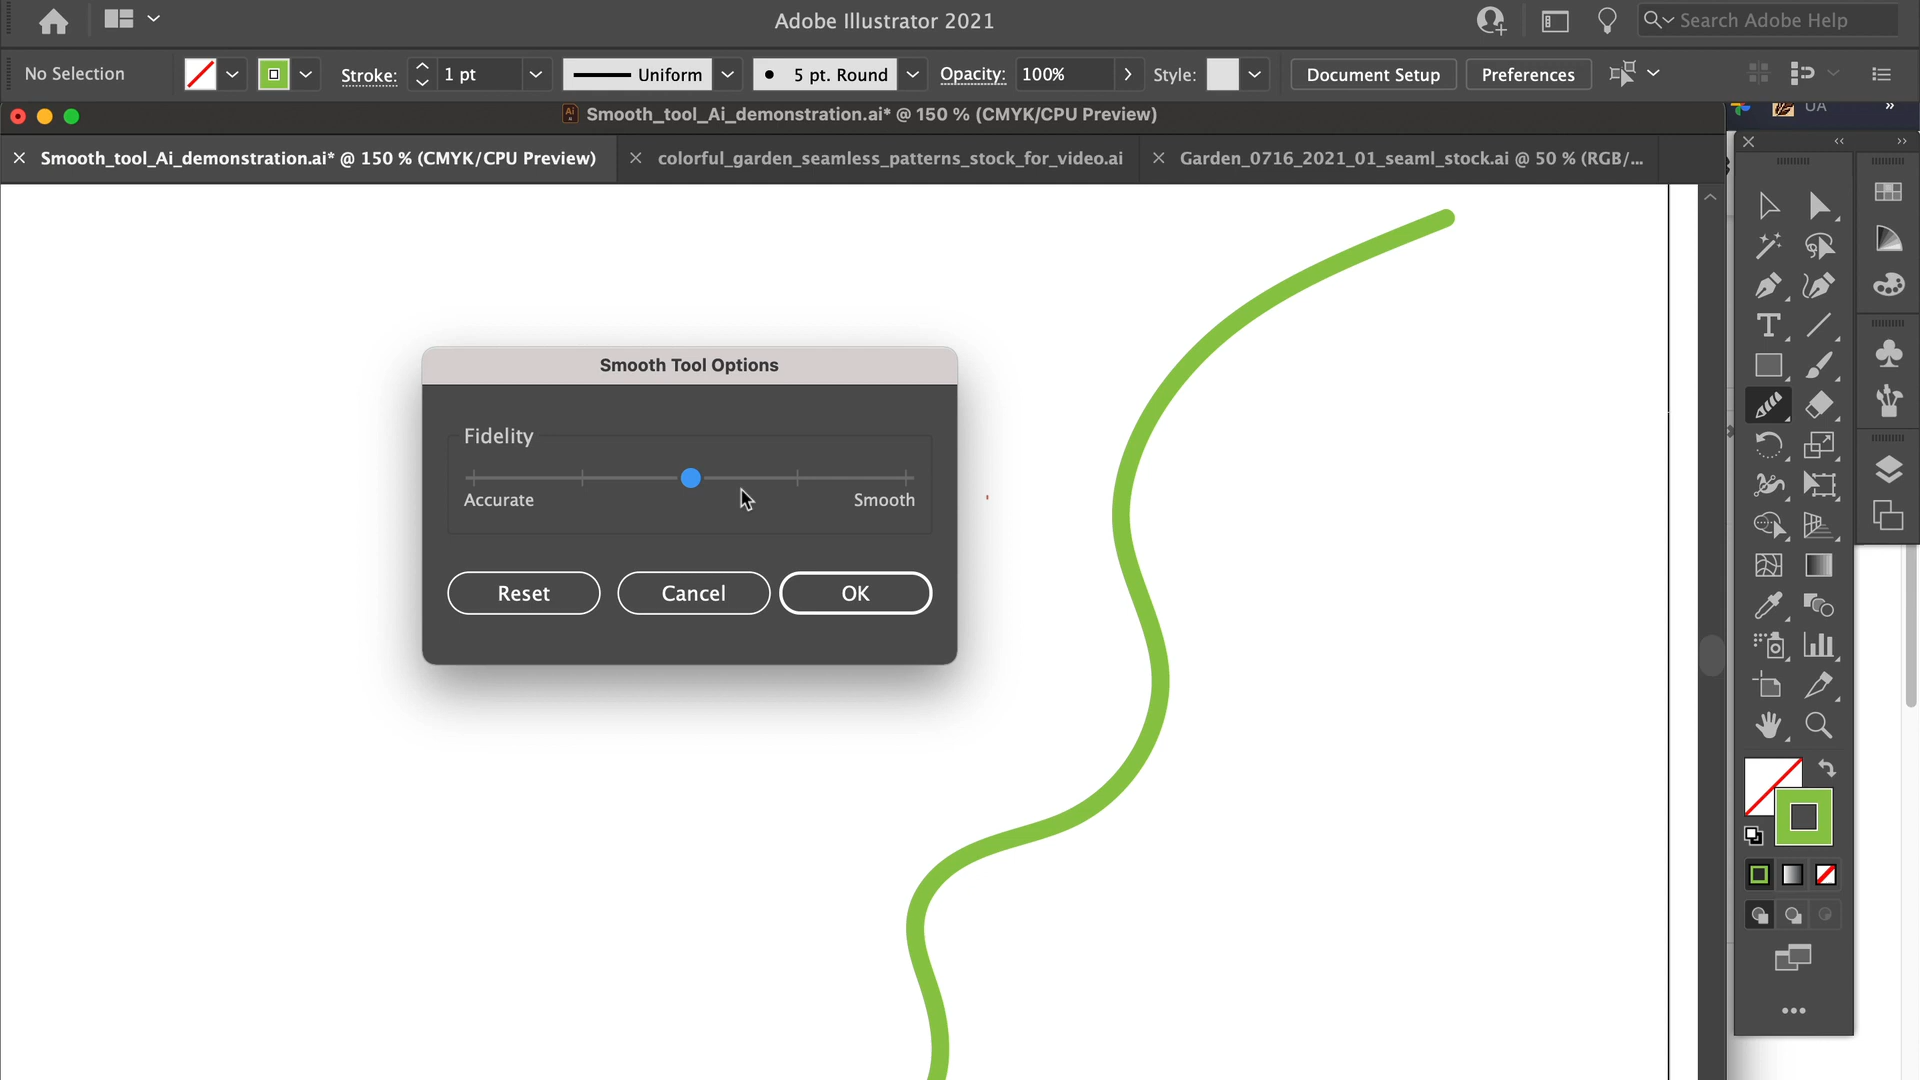 Adobe Illustrator 2021
Search Adobe Help
No Selection
Stroke: 1 pt
Uniform
5 pt. Round
Opacity: 100%
Style:
Document Setup
Preferences
Smooth_tool_Ai_demonstration.ai* @ 150 % (CMYK/CPU Preview)
UA
Smooth_tool_Ai_demonstration.ai* @ 150 % (CMYK/CPU Preview)
colorful_garden_seamless_patterns_stock_for_video.ai
Garden_0716_2021_01_seaml_stock.ai @ 50 % (RGB/...
Smooth Tool Options
Fidelity
Accurate
Smooth
Reset
Cancel
OK